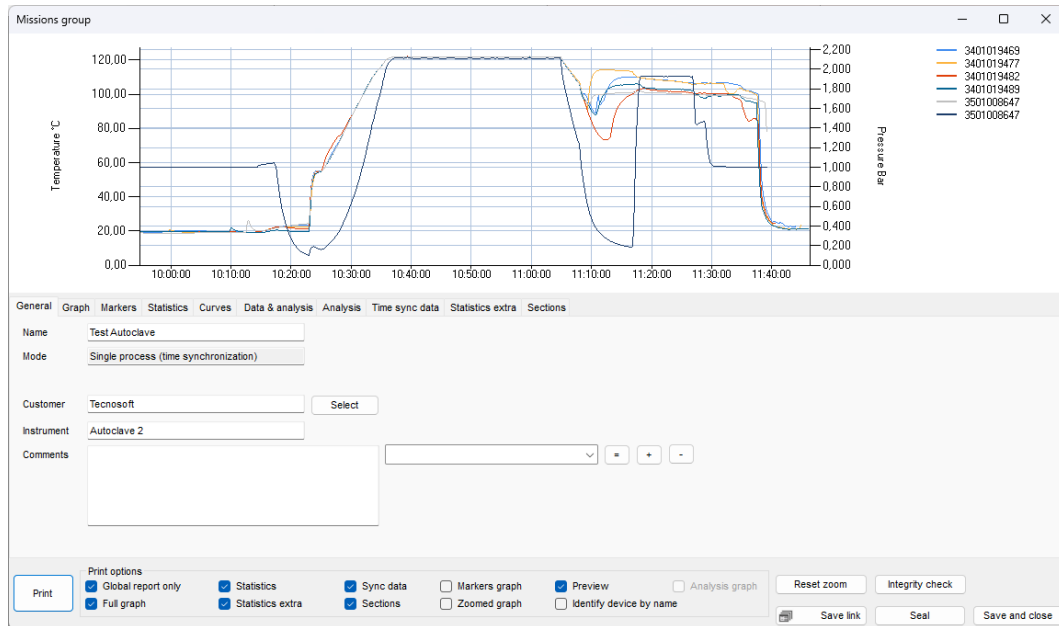 Missions group
120,00
100,00
80,00
60,00
40,00
20,00
0,00
Temperature °C
2,200
2,000
1,800
1,600
1,400
1,200
1,000
0,800
0,600
0,400
0,200
0,000
Pressure Bar
10:00:00 10:10:00 10:20:00 10:30:00 10:40:00 10:50:00 11:00:00 11:10:00 11:20:00 11:30:00 11:40:00
3401019469
3401019477
3401019482
3401019489
3501008647
3501008647
General Graph Markers Statistics Curves Data & analysis Analysis Time sync data Statistics extra Sections
Name Test Autoclave
Mode Single process (time synchronization)
Customer Tecnosoft Select
Instrument Autoclave 2
Comments = + -
Print
Print options
Global report only Statistics Sync data Markers graph Preview Analysis graph
Full graph Statistics extra Sections Zoomed graph Identify device by name
Reset zoom Integrity check
Save link Seal Save and close